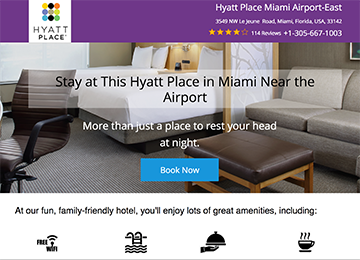 HYATT
PLACE
Hyatt Place Miami Airport-East
3549 NW Le Jeune Road, Miami, Florida, USA, 33142
114 Reviews +1-305-667-1003
Stay at This Hyatt Place in Miami Near the
Airport
More than just a place to rest your head
at night.
Book Now
At our fun, family-friendly hotel, you'll enjoy lots of great amenities, including:
FREE
WiFi